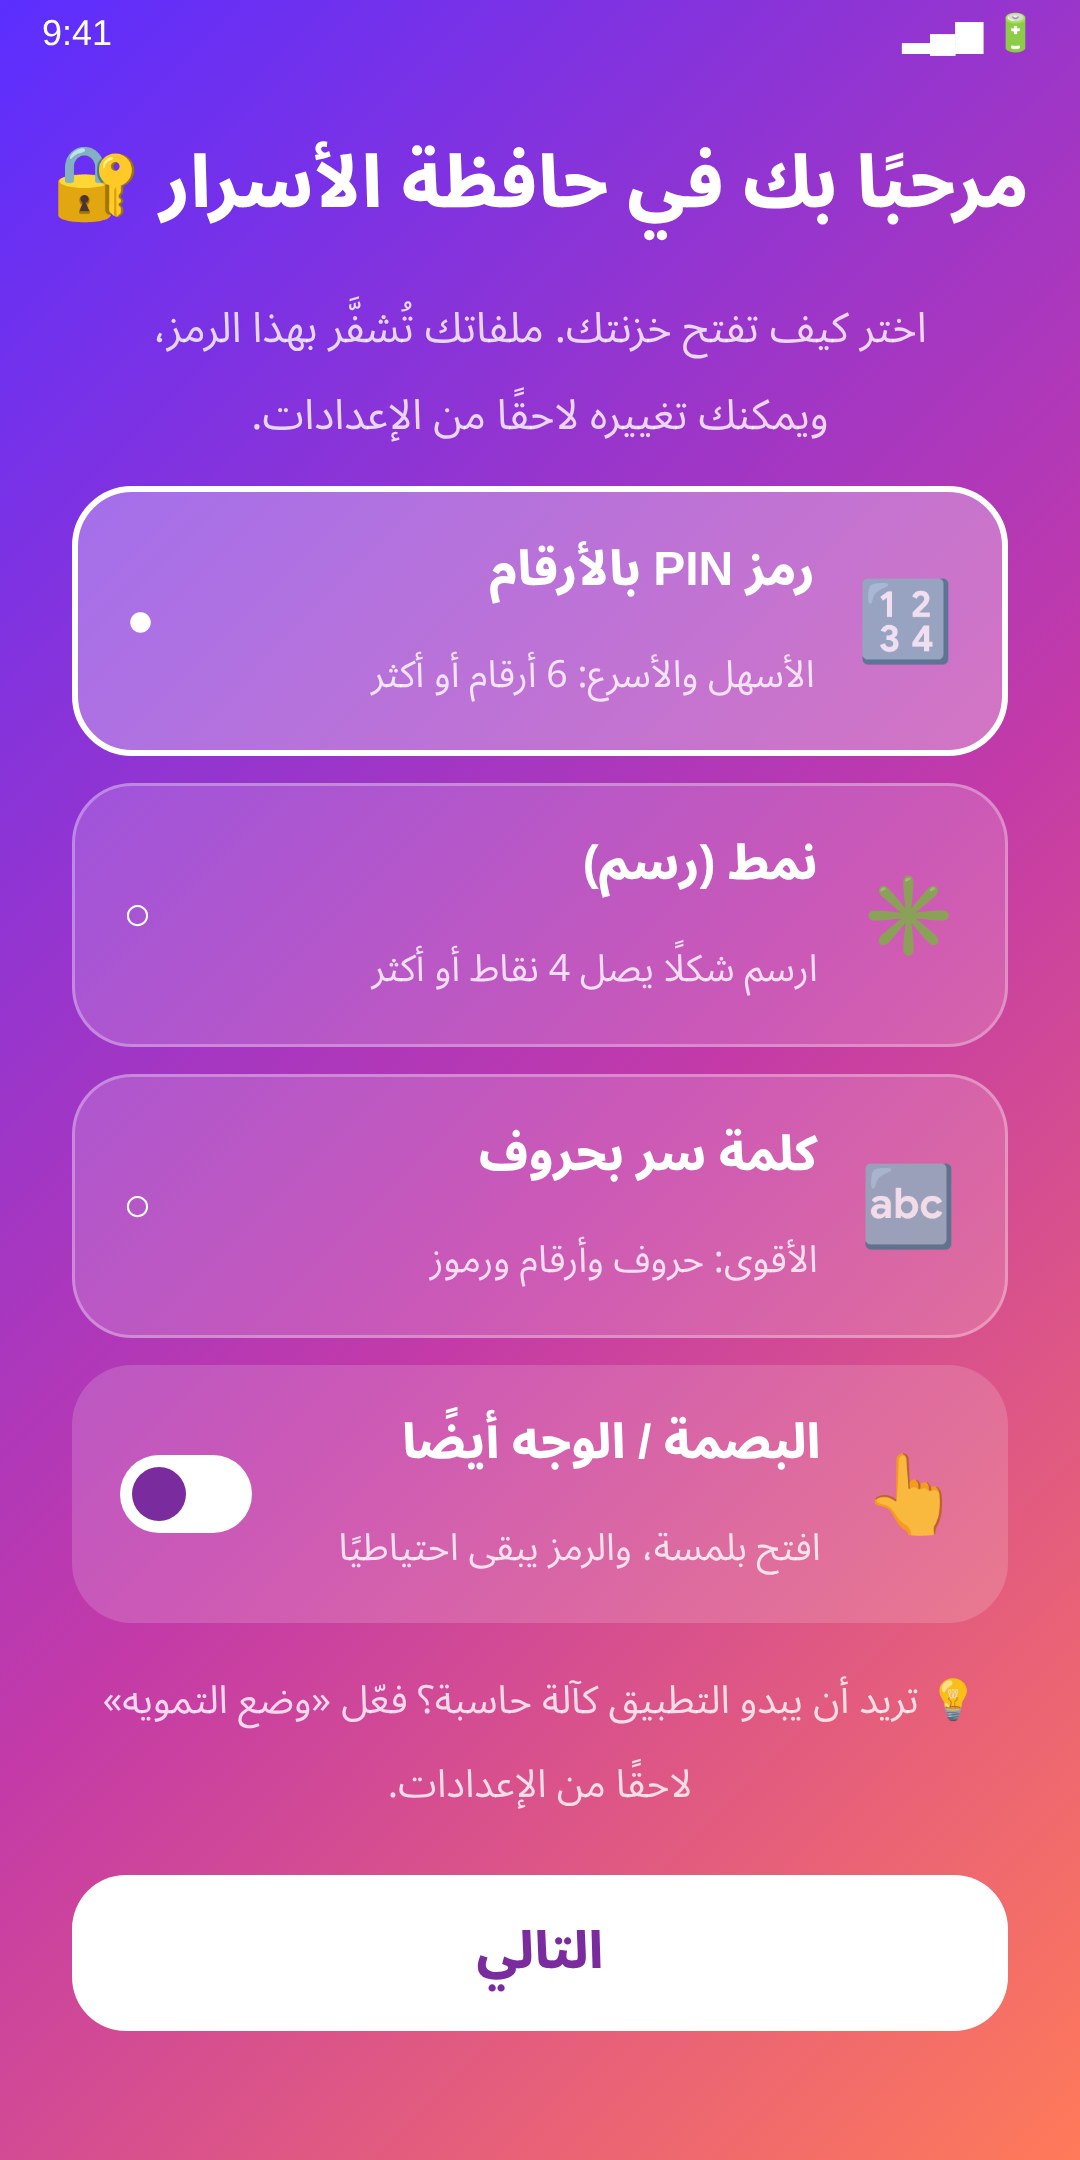 9:41
مرحبًا بك في حافظة الأسرار 🔐
اختر كيف تفتح خزنتك. ملفاتك تُشفَّر بهذا الرمز،
ويمكنك تغييره لاحقًا من الإعدادات.
رمز PIN بالأرقام
الأسهل والأسرع: 6 أرقام أو أكثر
نمط (رسم)
ارسم شكلًا يصل 4 نقاط أو أكثر
كلمة سر بحروف
الأقوى: حروف وأرقام ورموز
البصمة / الوجه أيضًا
افتح بلمسة، والرمز يبقى احتياطيًا
💡 تريد أن يبدو التطبيق كآلة حاسبة؟ فعّل «وضع التمويه»
لاحقًا من الإعدادات.
التالي